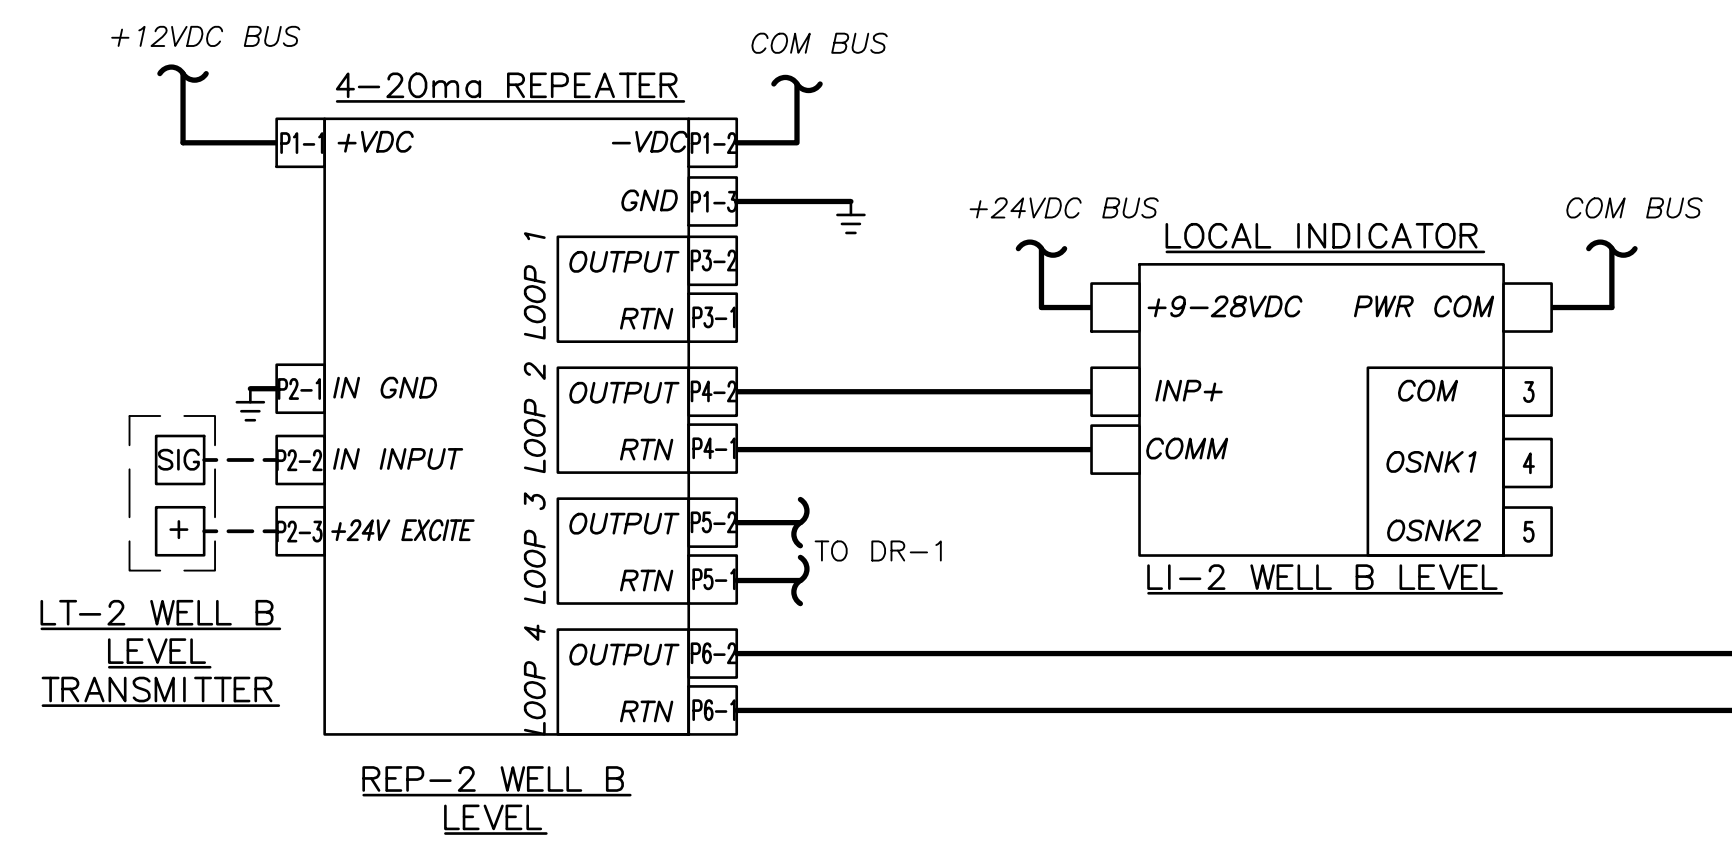 +12VDC BUS
COM BUS
4-20ma REPEATER
P1-1 +VDC
-VDC P1-2
GND P1-3
LOOP 1
OUTPUT P3-2
RTN P3-1
P2-1 IN GND
SIG P2-2 IN INPUT
+ P2-3 +24V EXCITE
LOOP 2
OUTPUT P4-2
RTN P4-1
LOOP 3
OUTPUT P5-2
RTN P5-1
TO DR-1
LOOP 4
OUTPUT P6-2
RTN P6-1
LT-2 WELL B
LEVEL
TRANSMITTER
REP-2 WELL B
LEVEL
+24VDC BUS
COM BUS
LOCAL INDICATOR
+9-28VDC
PWR COM
INP+
COMM
COM 3
OSNK1 4
OSNK2 5
LI-2 WELL B LEVEL